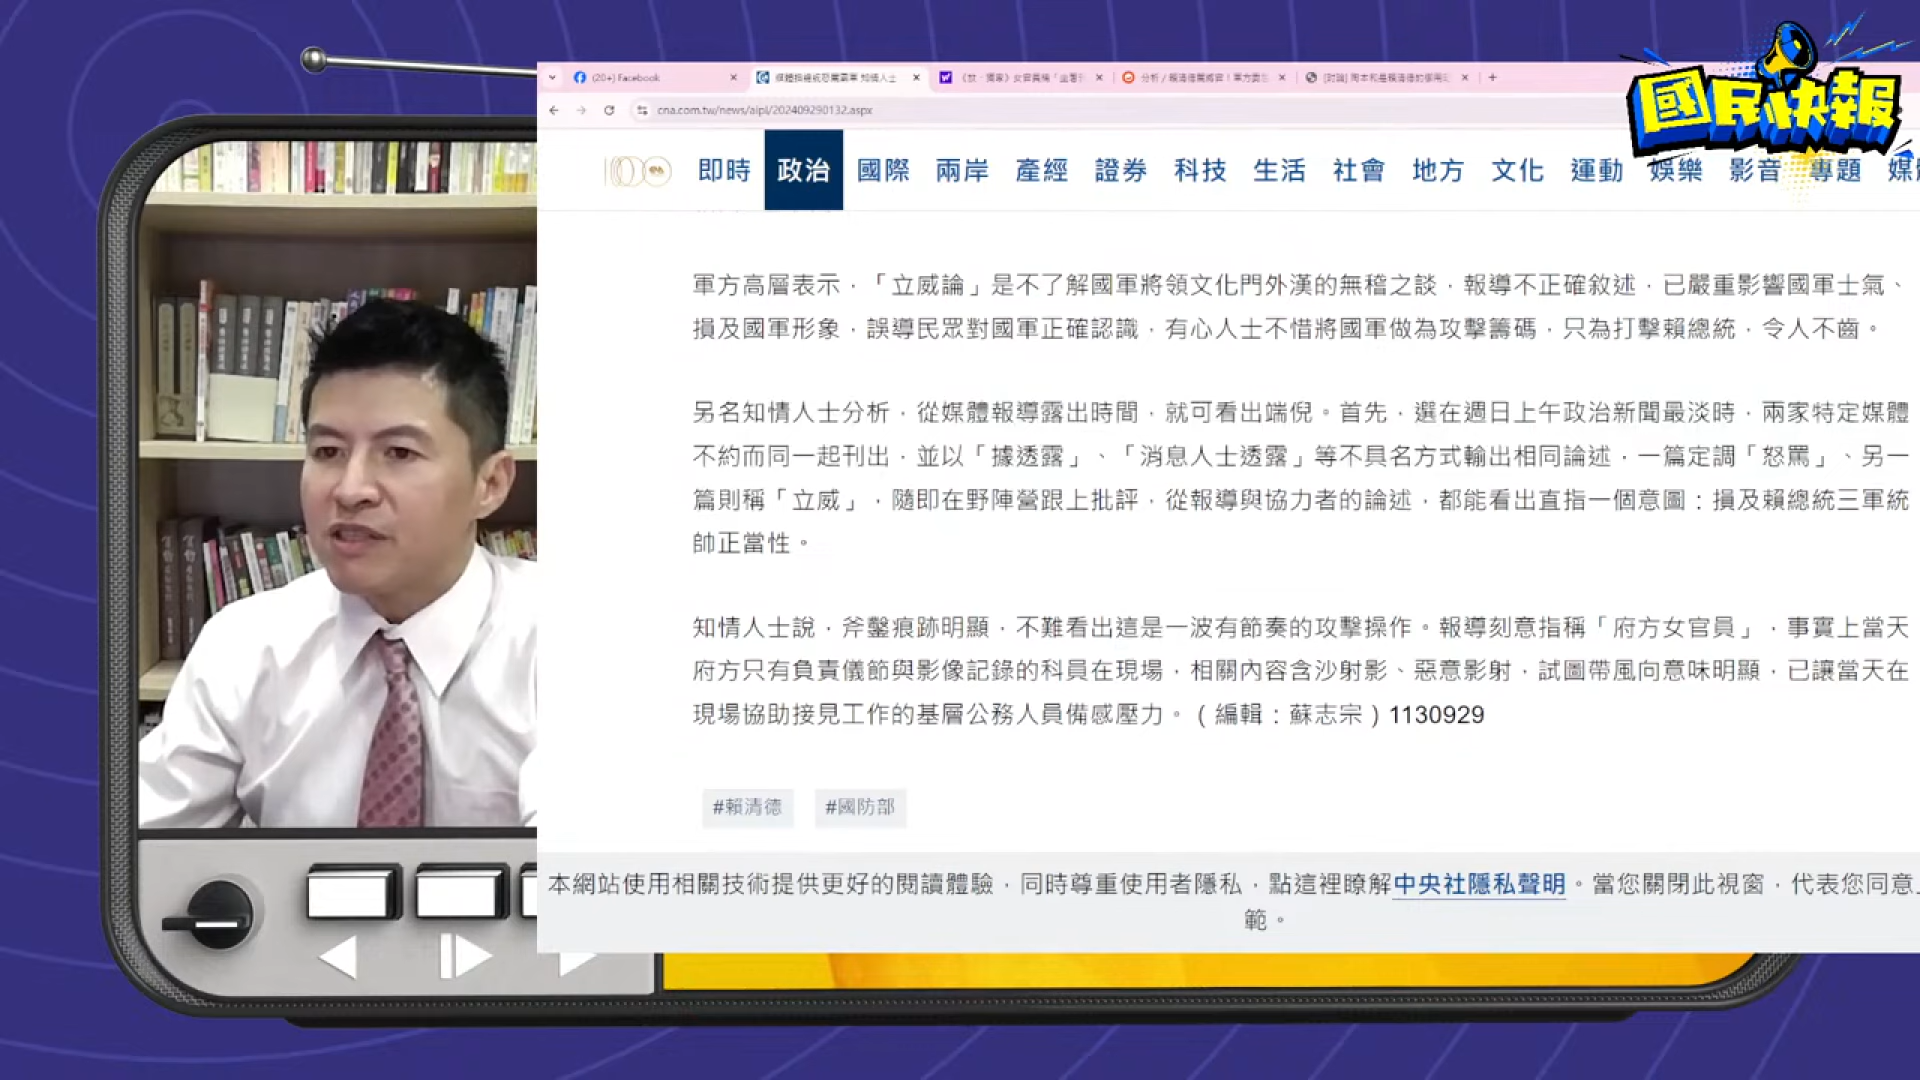 國民快報
(20+) Facebook
cna.com.tw/news/aipl/202409290132.aspx
即時 政治 國際 兩岸 產經 證券 科技 生活 社會 地方 文化 運動 娛樂 影音 專題
軍方高層表示，「立威論」是不了解國軍將領文化門外漢的無稽之談，報導不正確敘述，已嚴重影響國軍士氣、
損及國軍形象，誤導民眾對國軍正確認識，有心人士不惜將國軍做為攻擊籌碼，只為打擊賴總統，令人不齒。
另名知情人士分析，從媒體報導露出時間，就可看出端倪。首先，選在週日上午政治新聞最淡時，兩家特定媒體
不約而同一起刊出，並以「據透露」、「消息人士透露」等不具名方式輸出相同論述，一篇定調「怒罵」、另一
篇則稱「立威」，隨即在野陣營跟上批評，從報導與協力者的論述，都能看出直指一個意圖：損及賴總統三軍統
帥正當性。
知情人士說，斧鑿痕跡明顯，不難看出這是一波有節奏的攻擊操作。報導刻意指稱「府方女官員」，事實上當天
府方只有負責儀節與影像記錄的科員在現場，相關內容含沙射影、惡意影射，試圖帶風向意味明顯，已讓當天在
現場協助接見工作的基層公務人員備感壓力。（編輯：蘇志宗）1130929
#賴清德 #國防部
本網站使用相關技術提供更好的閱讀體驗，同時尊重使用者隱私，點這裡瞭解中央社隱私聲明。當您關閉此視窗，代表您同意
範。